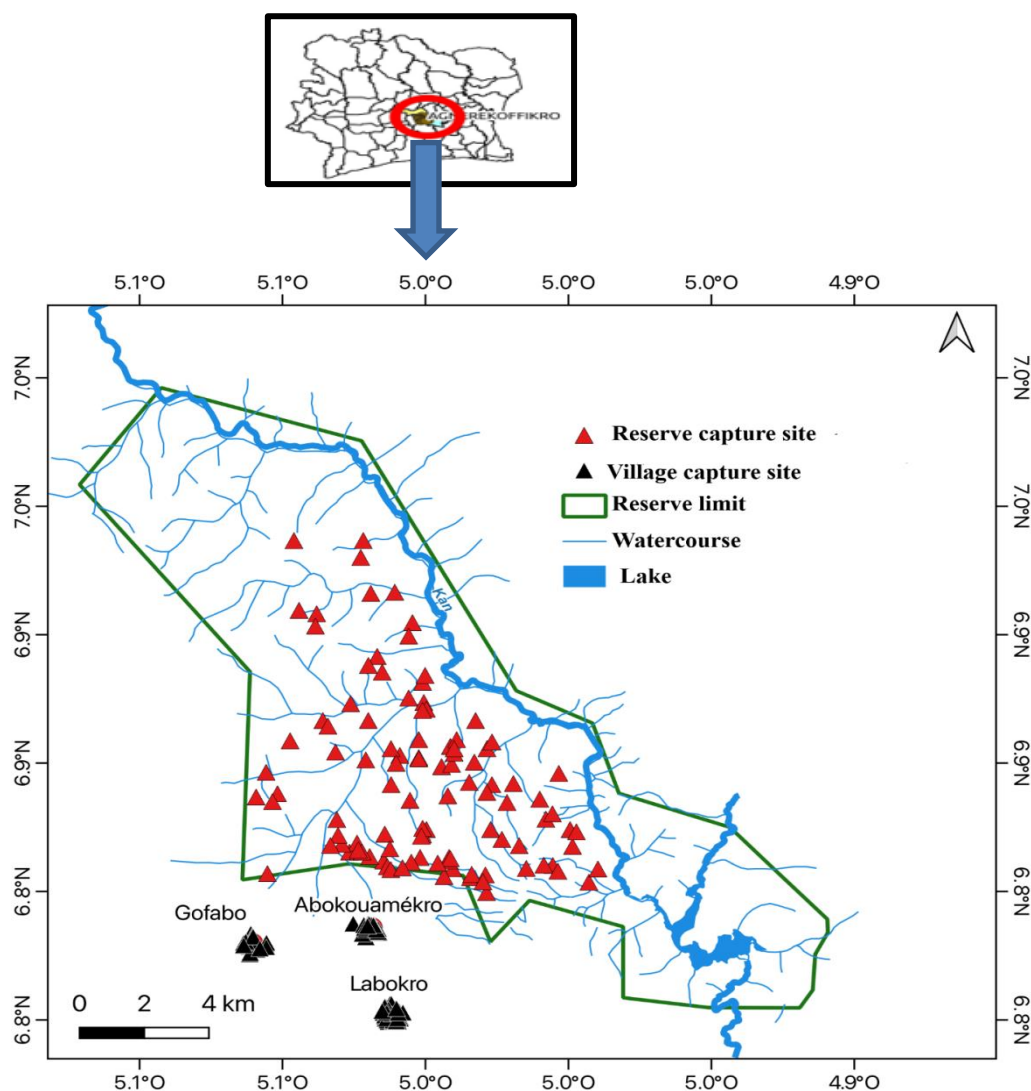 AGNEREKOFFIKRO
5.1°O 5.1°O 5.0°O 5.0°O 5.0°O 4.9°O
7.0°N 7.0°N
Reserve capture site
Village capture site
7.0°N Reserve limit 7.0°N
Watercourse
Lake
Kan
6.9°N 6.9°N
6.9°N 6.9°N
6.8°N 6.8°N
Gofabo Abokouamékro
Labokro
0 2 4 km
6.8°N 6.8°N
5.1°O 5.1°O 5.0°O 5.0°O 5.0°O 4.9°O